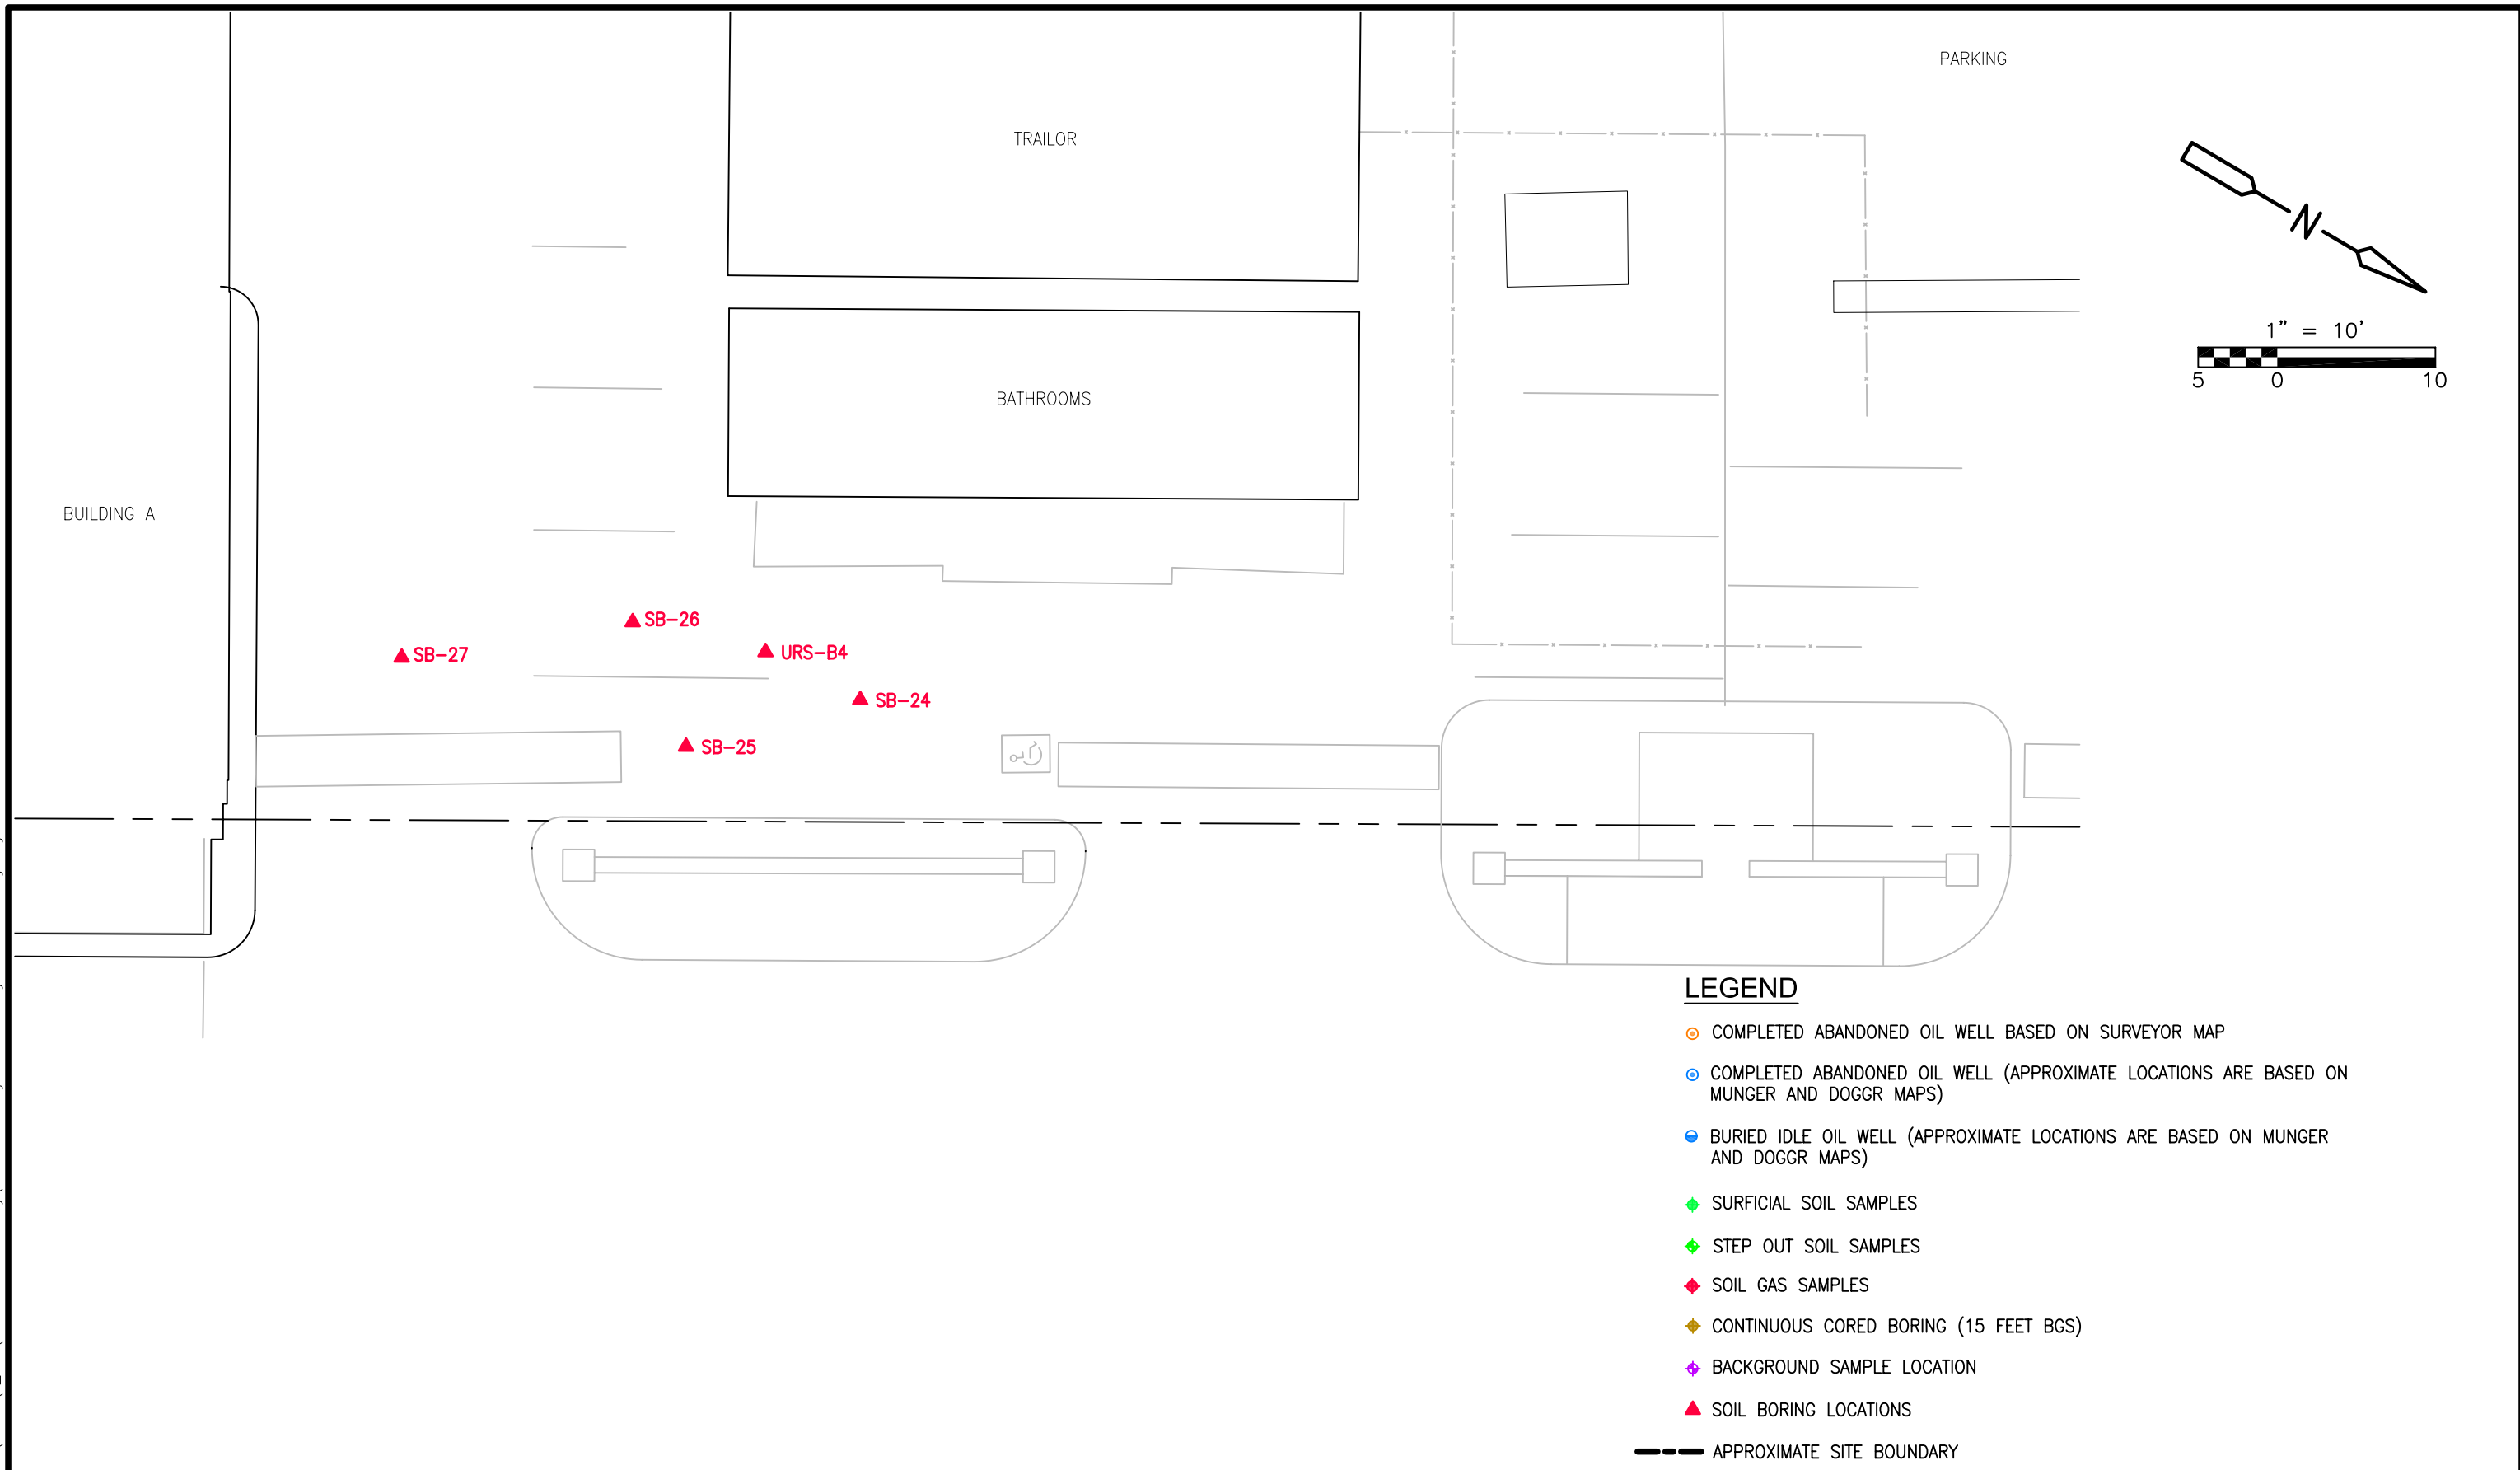 PARKING
TRAILOR
N
1" = 10'
5 0 10
BATHROOMS
BUILDING A
SB-26
SB-27
URS-B4
SB-24
SB-25
LEGEND
COMPLETED ABANDONED OIL WELL BASED ON SURVEYOR MAP
COMPLETED ABANDONED OIL WELL (APPROXIMATE LOCATIONS ARE BASED ON
MUNGER AND DOGGR MAPS)
BURIED IDLE OIL WELL (APPROXIMATE LOCATIONS ARE BASED ON MUNGER
AND DOGGR MAPS)
SURFICIAL SOIL SAMPLES
STEP OUT SOIL SAMPLES
SOIL GAS SAMPLES
CONTINUOUS CORED BORING (15 FEET BGS)
BACKGROUND SAMPLE LOCATION
SOIL BORING LOCATIONS
APPROXIMATE SITE BOUNDARY